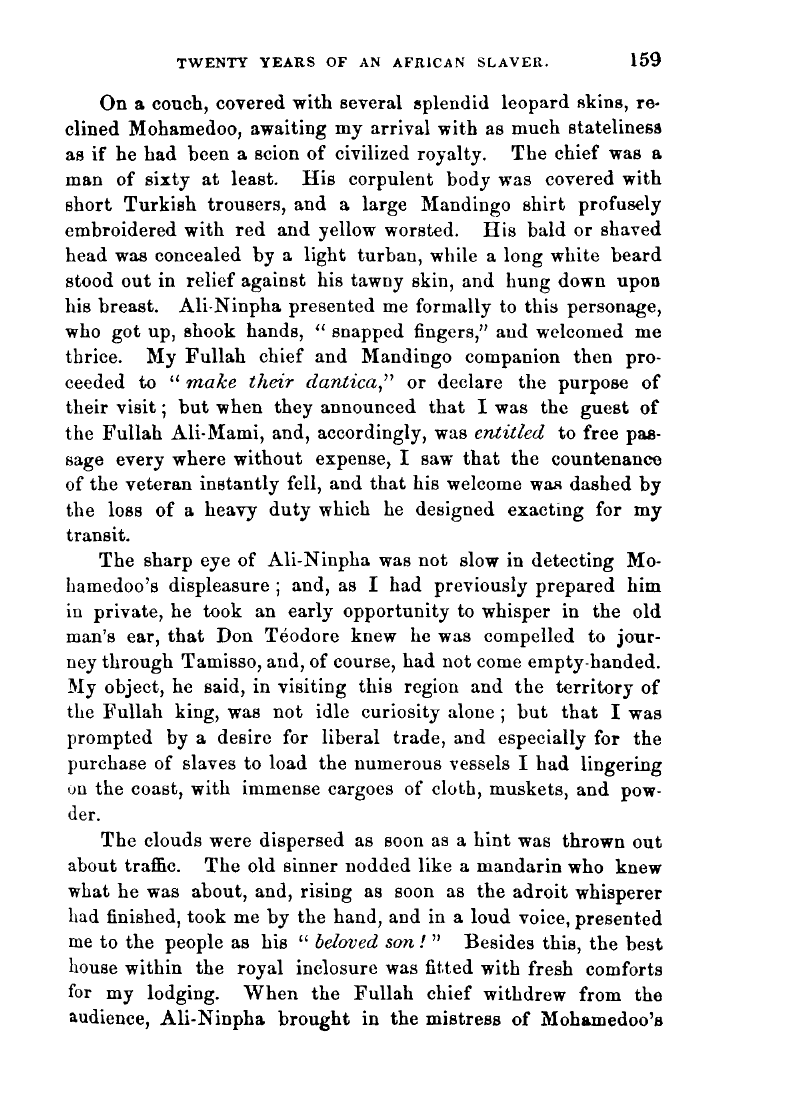 TWENTY YEARS OF AN AFRICAN SLAVER. 159
On a couch, covered with several splendid leopard skins, re-
clined Mohamedoo, awaiting my arrival with as much stateliness
as if he had been a scion of civilized royalty. The chief was a
man of sixty at least. His corpulent body was covered with
short Turkish trousers, and a large Mandingo shirt profusely
embroidered with red and yellow worsted. His bald or shaved
head was concealed by a light turban, while a long white beard
stood out in relief against his tawny skin, and hung down upon
his breast. Ali-Ninpha presented me formally to this personage,
who got up, shook hands, “ snapped fingers,” and welcomed me
thrice. My Fullah chief and Mandingo companion then pro-
ceeded to “ make their dantica,” or declare the purpose of
their visit ; but when they announced that I was the guest of
the Fullah Ali-Mami, and, accordingly, was entitled to free pas-
sage every where without expense, I saw that the countenance
of the veteran instantly fell, and that his welcome was dashed by
the loss of a heavy duty which he designed exacting for my
transit.
The sharp eye of Ali-Ninpha was not slow in detecting Mo-
hamedoo’s displeasure ; and, as I had previously prepared him
in private, he took an early opportunity to whisper in the old
man’s ear, that Don Téodore knew he was compelled to jour-
ney through Tamisso, and, of course, had not come empty-handed.
My object, he said, in visiting this region and the territory of
the Fullah king, was not idle curiosity alone ; but that I was
prompted by a desire for liberal trade, and especially for the
purchase of slaves to load the numerous vessels I had lingering
on the coast, with immense cargoes of cloth, muskets, and pow-
der.
The clouds were dispersed as soon as a hint was thrown out
about traffic. The old sinner nodded like a mandarin who knew
what he was about, and, rising as soon as the adroit whisperer
had finished, took me by the hand, and in a loud voice, presented
me to the people as his “ beloved son ! ” Besides this, the best
house within the royal inclosure was fitted with fresh comforts
for my lodging. When the Fullah chief withdrew from the
audience, Ali-Ninpha brought in the mistress of Mohamedoo’s